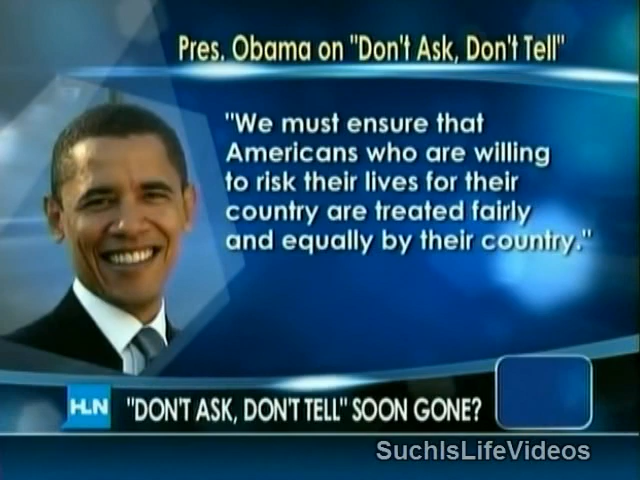 Pres. Obama on "Don't Ask, Don't Tell"
"We must ensure that
Americans who are willing
to risk their lives for their
country are treated fairly
and equally by their country."
HLN
"DON'T ASK, DON'T TELL" SOON GONE?
SuchIsLifeVideos